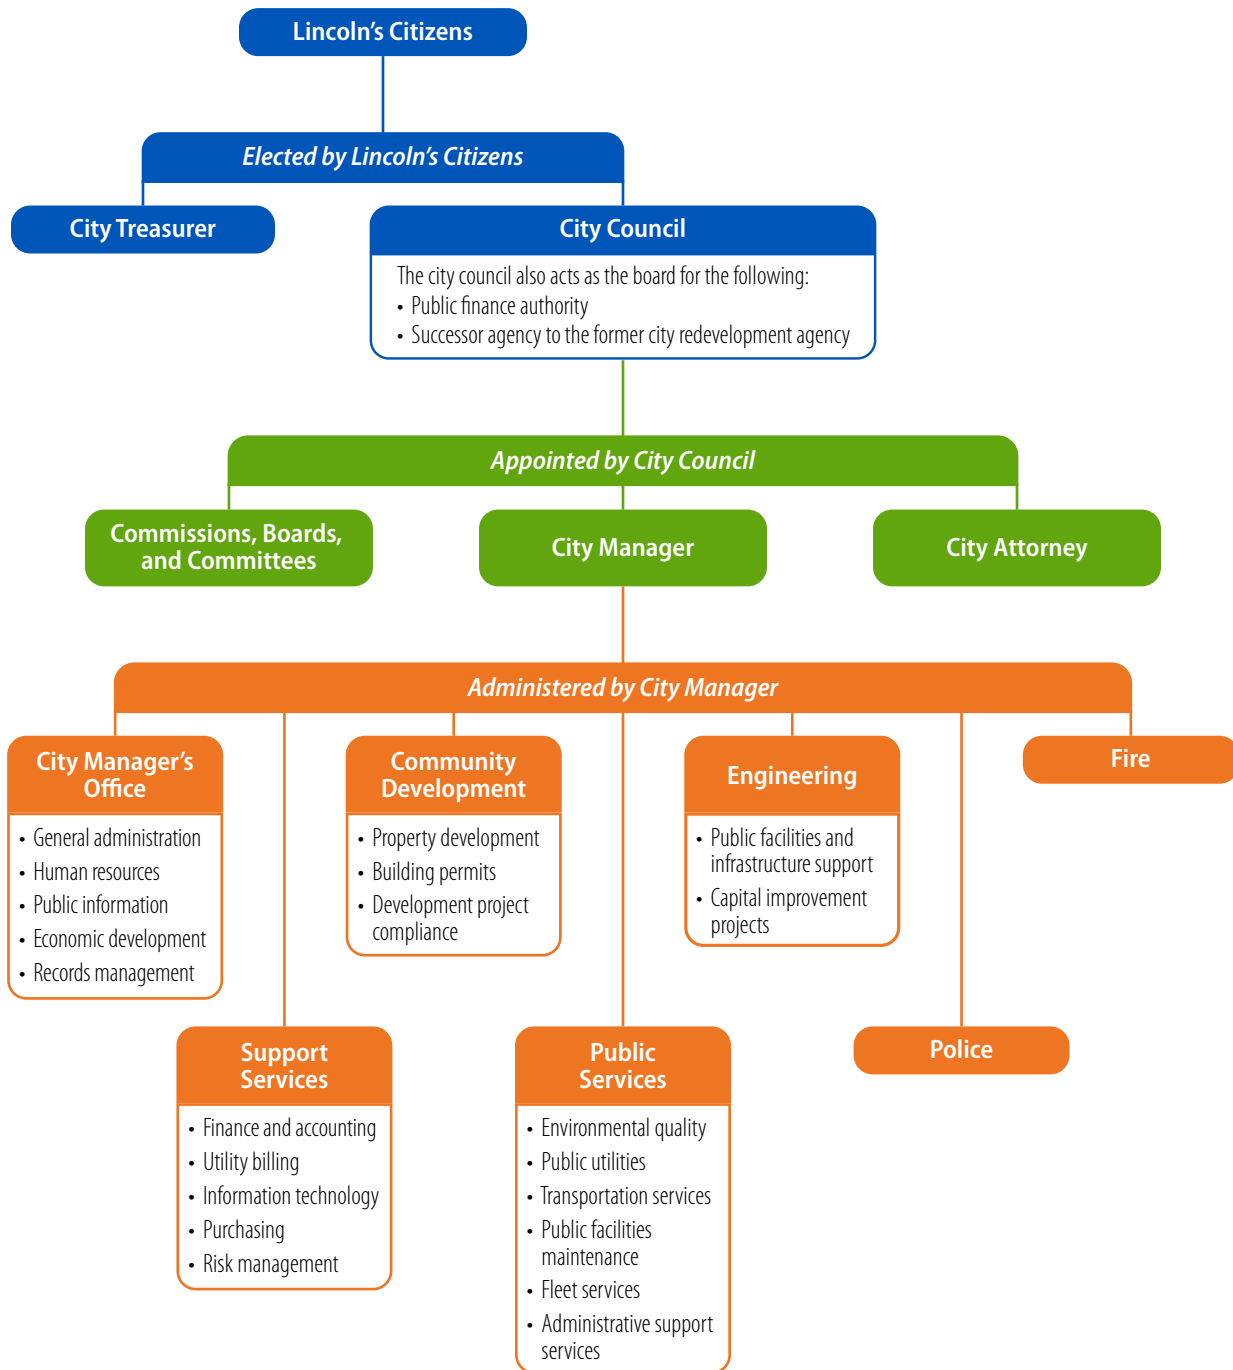 Lincoln’s Citizens
Elected by Lincoln’s Citizens
City Treasurer
City Council
The city council also acts as the board for the following:
• Public finance authority
• Successor agency to the former city redevelopment agency
Appointed by City Council
Commissions, Boards,
and Committees
City Manager
City Attorney
Administered by City Manager
City Manager’s
Office
• General administration
• Human resources
• Public information
• Economic development
• Records management
Community
Development
• Property development
• Building permits
• Development project
compliance
Engineering
• Public facilities and
infrastructure support
• Capital improvement
projects
Fire
Support
Services
• Finance and accounting
• Utility billing
• Information technology
• Purchasing
• Risk management
Public
Services
• Environmental quality
• Public utilities
• Transportation services
• Public facilities
maintenance
• Fleet services
• Administrative support
services
Police